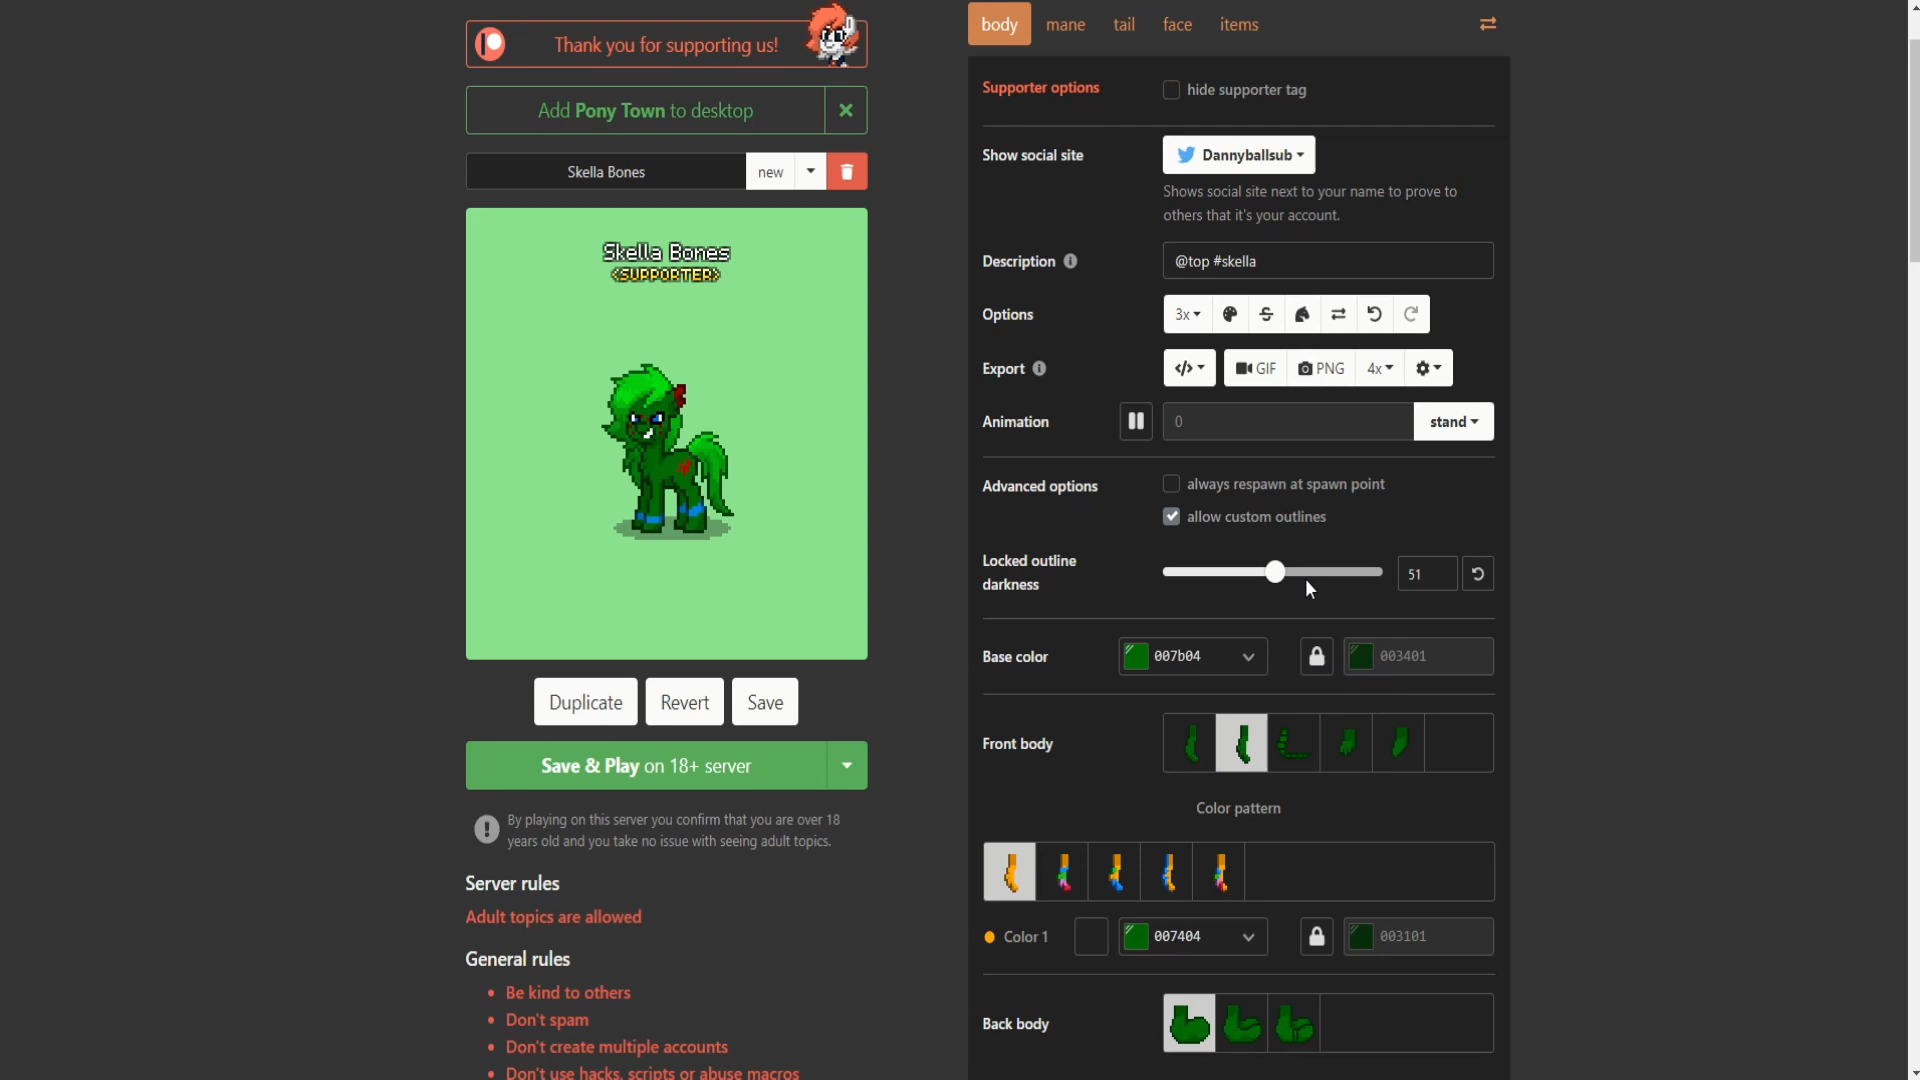 Thank you for supporting us!
Add Pony Town to desktop
Skella Bones
new
Skella Bones
<SUPPORTER>
Duplicate
Revert
Save
Save & Play on 18+ server
By playing on this server you confirm that you are over 18
years old and you take no issue with seeing adult topics.
Server rules
Adult topics are allowed
General rules
Be kind to others
Don't spam
Don't create multiple accounts
Don't use hacks, scripts or abuse macros
body mane tail face items
Supporter options
hide supporter tag
Show social site
Dannyballsub
Shows social site next to your name to prove to
others that it's your account.
Description
@top #skella
Options
3x
Export
GIF
PNG
4x
Animation
0
stand
Advanced options
always respawn at spawn point
allow custom outlines
Locked outline
darkness
51
Base color
007b04
003401
Front body
Color pattern
Color 1
007404
003101
Back body